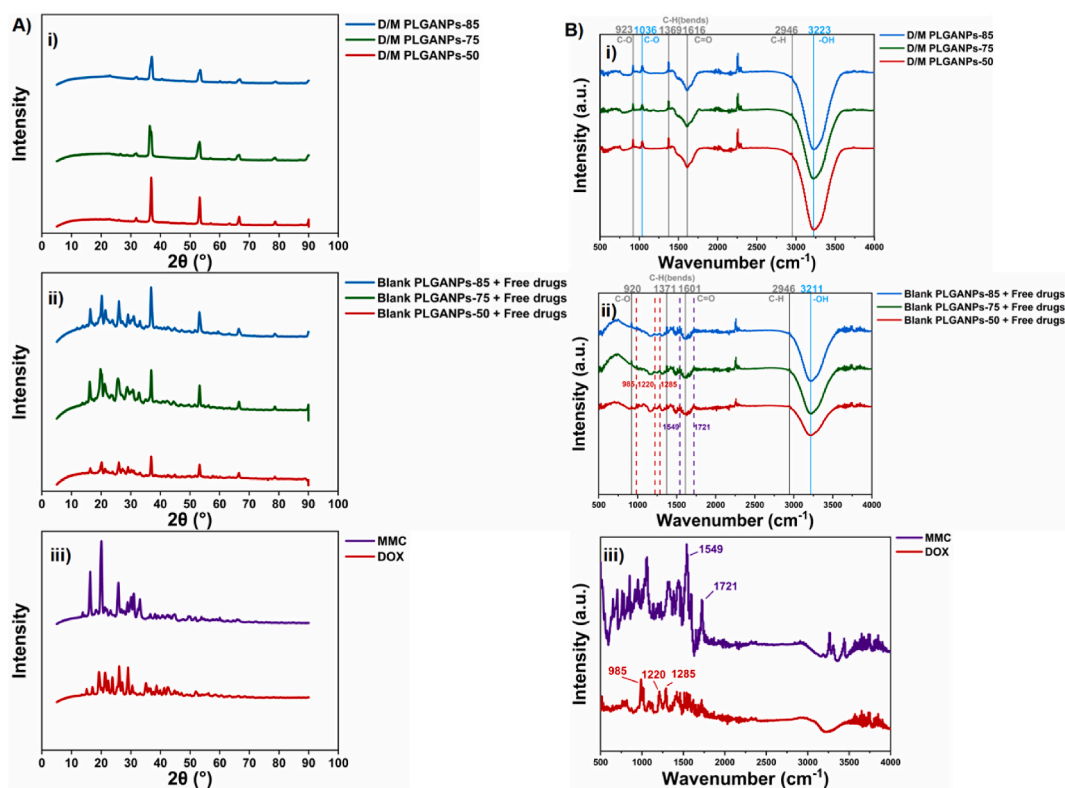 A)
i)
D/M PLGANPs-85
D/M PLGANPs-75
D/M PLGANPs-50
Intensity
0 10 20 30 40 50 60 70 80 90 100
2θ (°)
ii)
Blank PLGANPs-85 + Free drugs
Blank PLGANPs-75 + Free drugs
Blank PLGANPs-50 + Free drugs
Intensity
0 10 20 30 40 50 60 70 80 90 100
2θ (°)
iii)
MMC
DOX
Intensity
0 10 20 30 40 50 60 70 80 90 100
2θ (°)
B)
i)
C-H(bends)
923 1036 1369 1616 2946 3223
C-O C-O C=O C-H -OH
D/M PLGANPs-85
D/M PLGANPs-75
D/M PLGANPs-50
Intensity (a.u.)
500 1000 1500 2000 2500 3000 3500 4000
Wavenumber (cm⁻¹)
ii)
C-H(bends)
920 1371 1601 2946 3211
C-O C=O C-H -OH
Blank PLGANPs-85 + Free drugs
Blank PLGANPs-75 + Free drugs
Blank PLGANPs-50 + Free drugs
985 1220 1285
1549 1721
Intensity (a.u.)
500 1000 1500 2000 2500 3000 3500 4000
Wavenumber (cm⁻¹)
iii)
MMC
DOX
1549
1721
985 1220 1285
Intensity (a.u.)
500 1000 1500 2000 2500 3000 3500 4000
Wavenumber (cm⁻¹)